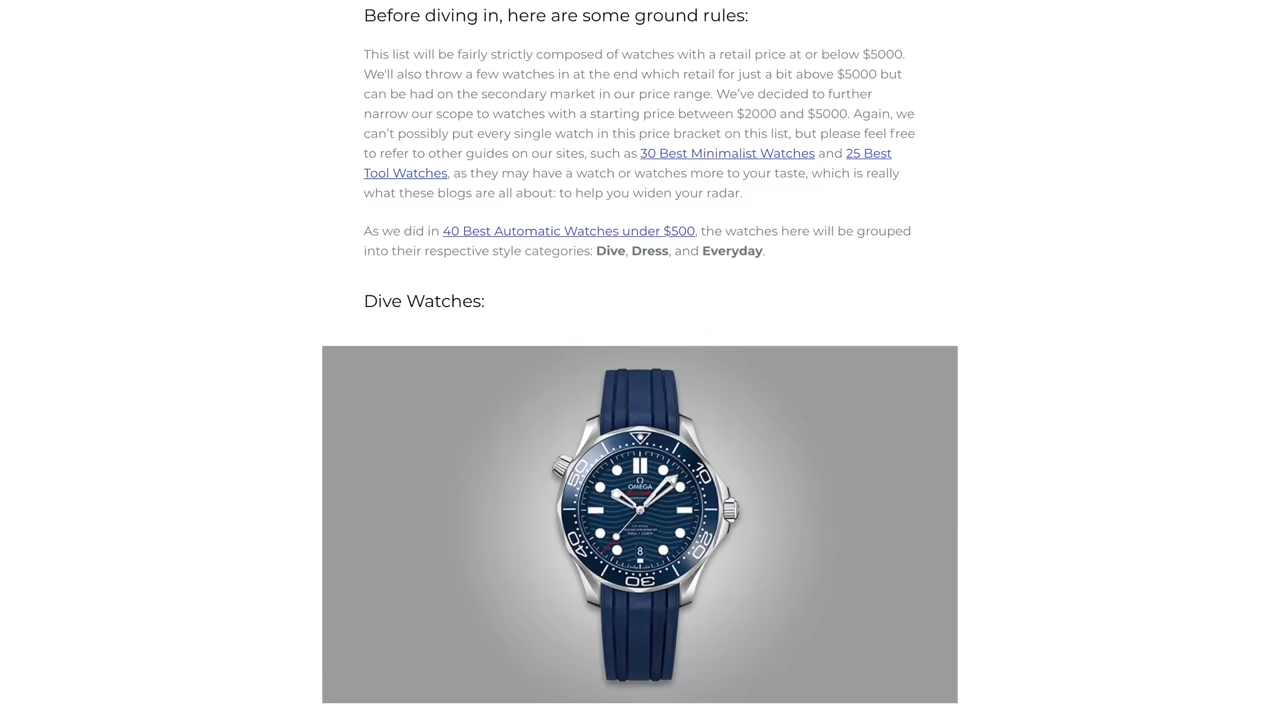 Before diving in, here are some ground rules:
This list will be fairly strictly composed of watches with a retail price at or below $5000.
We'll also throw a few watches in at the end which retail for just a bit above $5000 but
can be had on the secondary market in our price range. We’ve decided to further
narrow our scope to watches with a starting price between $2000 and $5000. Again, we
can’t possibly put every single watch in this price bracket on this list, but please feel free
to refer to other guides on our sites, such as 30 Best Minimalist Watches and 25 Best
Tool Watches, as they may have a watch or watches more to your taste, which is really
what these blogs are all about: to help you widen your radar.
As we did in 40 Best Automatic Watches under $500, the watches here will be grouped
into their respective style categories: Dive, Dress, and Everyday.
Dive Watches:
50
10
OMEGA
40
20
8
30